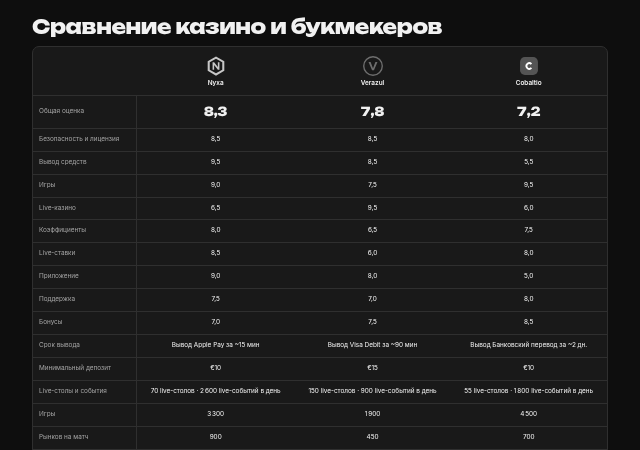 Сравнение казино и букмекеров
N V C
Nyxa Verazul Cobaltio
Общая оценка 8,3 7,8 7,2
Безопасность и лицензия 8,5 8,5 8,0
Вывод средств 9,5 8,5 5,5
Игры 9,0 7,5 9,5
Live-казино 6,5 9,5 6,0
Коэффициенты 8,0 6,5 7,5
Live-ставки 8,5 6,0 8,0
Приложение 9,0 8,0 5,0
Поддержка 7,5 7,0 8,0
Бонусы 7,0 7,5 8,5
Срок вывода Вывод Apple Pay за ~15 мин Вывод Visa Debit за ~90 мин Вывод Банковский перевод за ~2 дн.
Минимальный депозит €10 €15 €10
Live-столы и события 70 live-столов · 2 600 live-событий в день 150 live-столов · 900 live-событий в день 55 live-столов · 1 800 live-событий в день
Игры 3 300 1 900 4 500
Рынков на матч 900 450 700